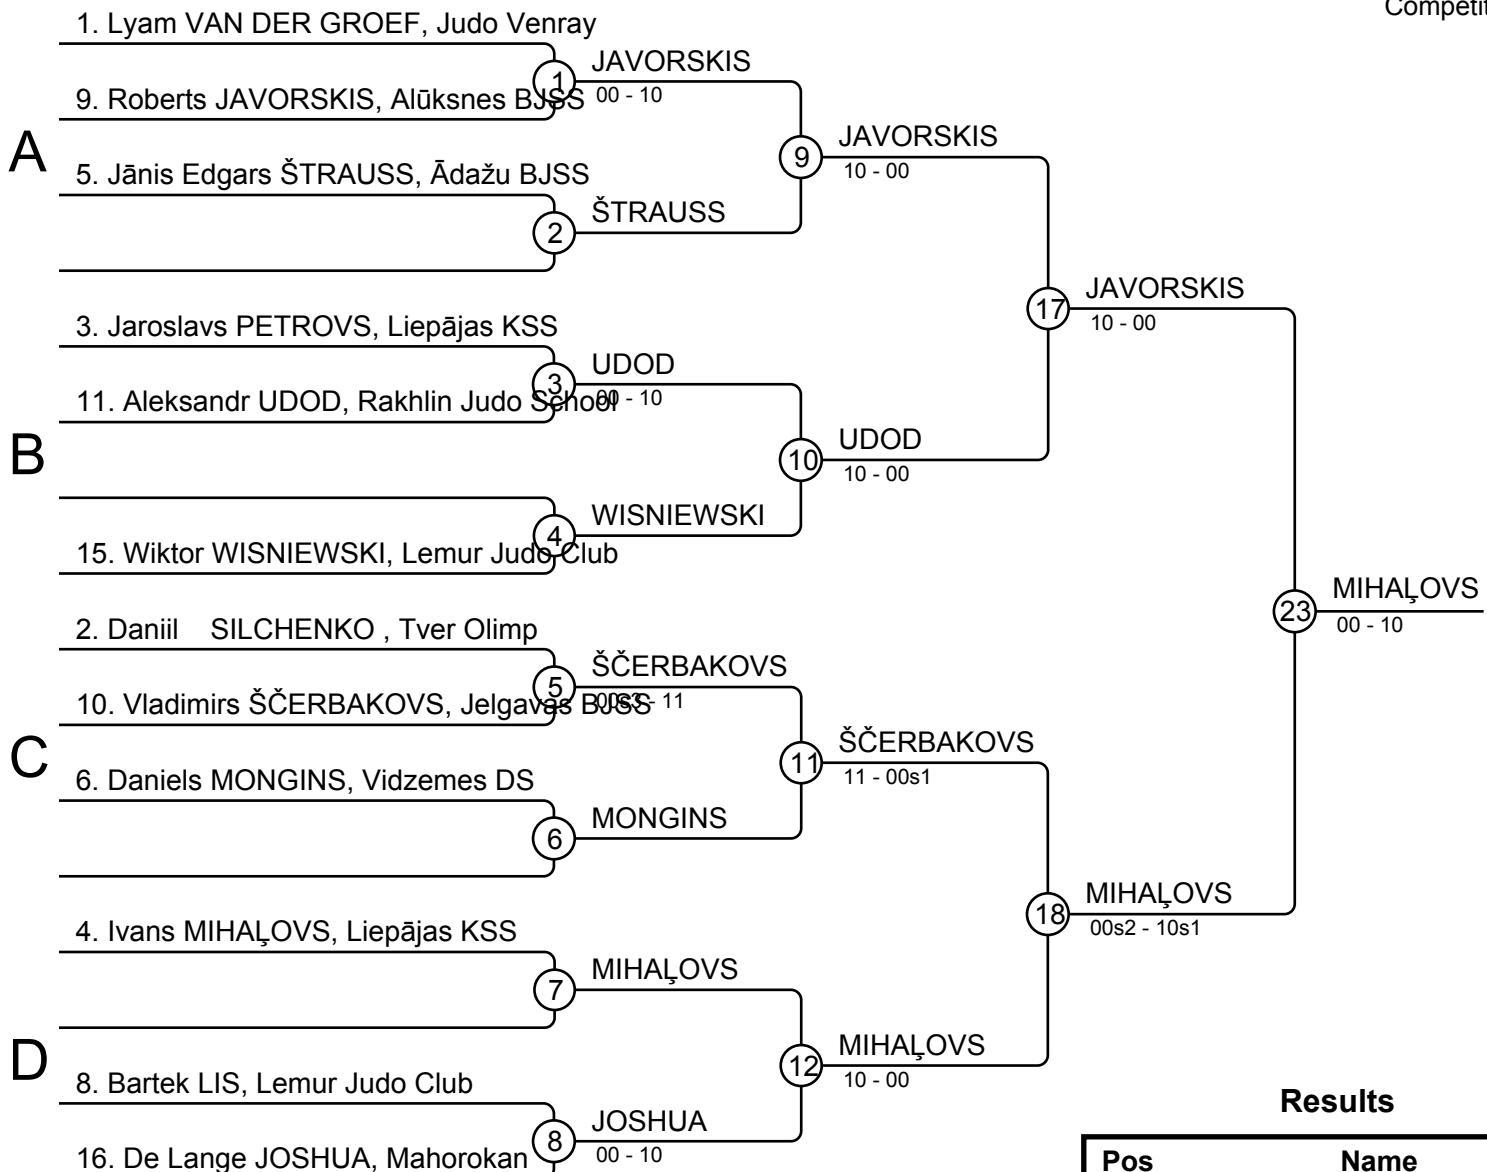 Competit
1. Lyam VAN DER GROEF, Judo Venray
JAVORSKIS
1
00 - 10
9. Roberts JAVORSKIS, Alūksnes BJSS
A
JAVORSKIS
9
10 - 00
5. Jānis Edgars ŠTRAUSS, Ādažu BJSS
ŠTRAUSS
2
JAVORSKIS
17
10 - 00
3. Jaroslavs PETROVS, Liepājas KSS
UDOD
3
00 - 10
11. Aleksandr UDOD, Rakhlin Judo School
B
UDOD
10
10 - 00
WISNIEWSKI
4
15. Wiktor WISNIEWSKI, Lemur Judo Club
MIHAĻOVS
23
00 - 10
2. Daniil SILCHENKO , Tver Olimp
ŠČERBAKOVS
5
00s3 - 11
10. Vladimirs ŠČERBAKOVS, Jelgavas BJSS
C
ŠČERBAKOVS
11
11 - 00s1
6. Daniels MONGINS, Vidzemes DS
MONGINS
6
MIHAĻOVS
18
00s2 - 10s1
4. Ivans MIHAĻOVS, Liepājas KSS
MIHAĻOVS
7
D
MIHAĻOVS
12
10 - 00
8. Bartek LIS, Lemur Judo Club
JOSHUA
8
00 - 10
16. De Lange JOSHUA, Mahorokan
Results
Pos Name